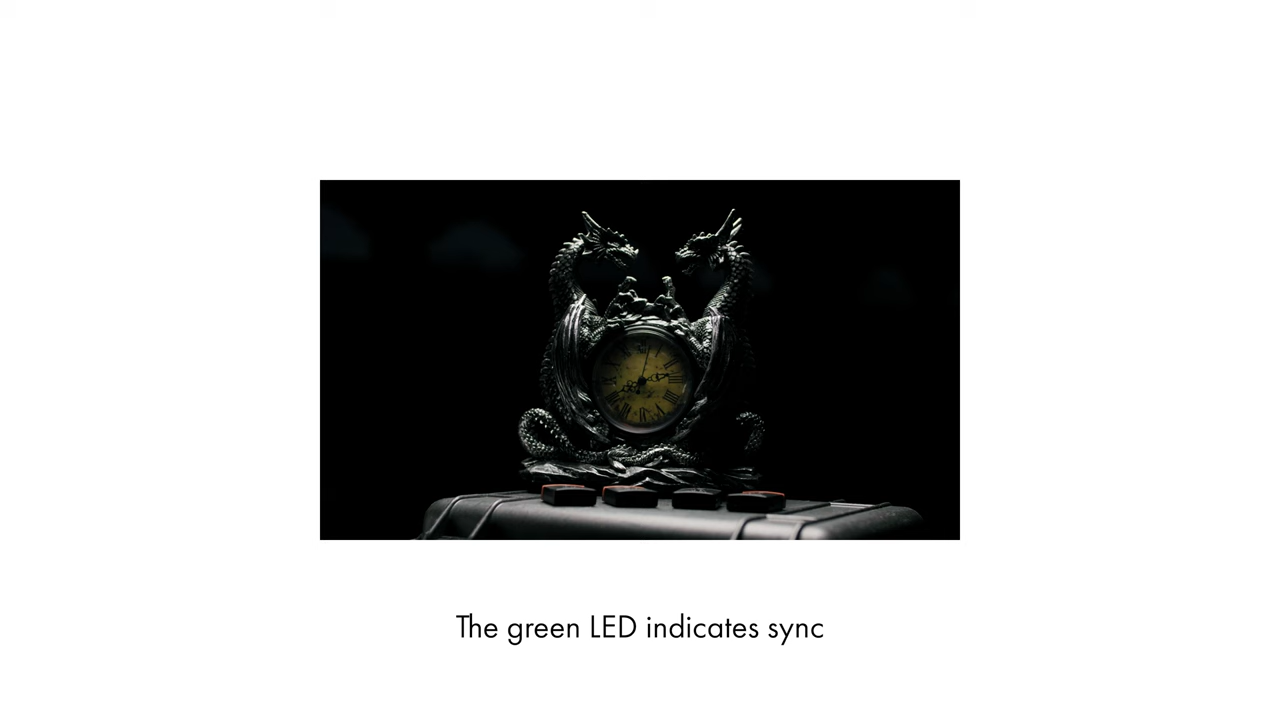 The green LED indicates sync